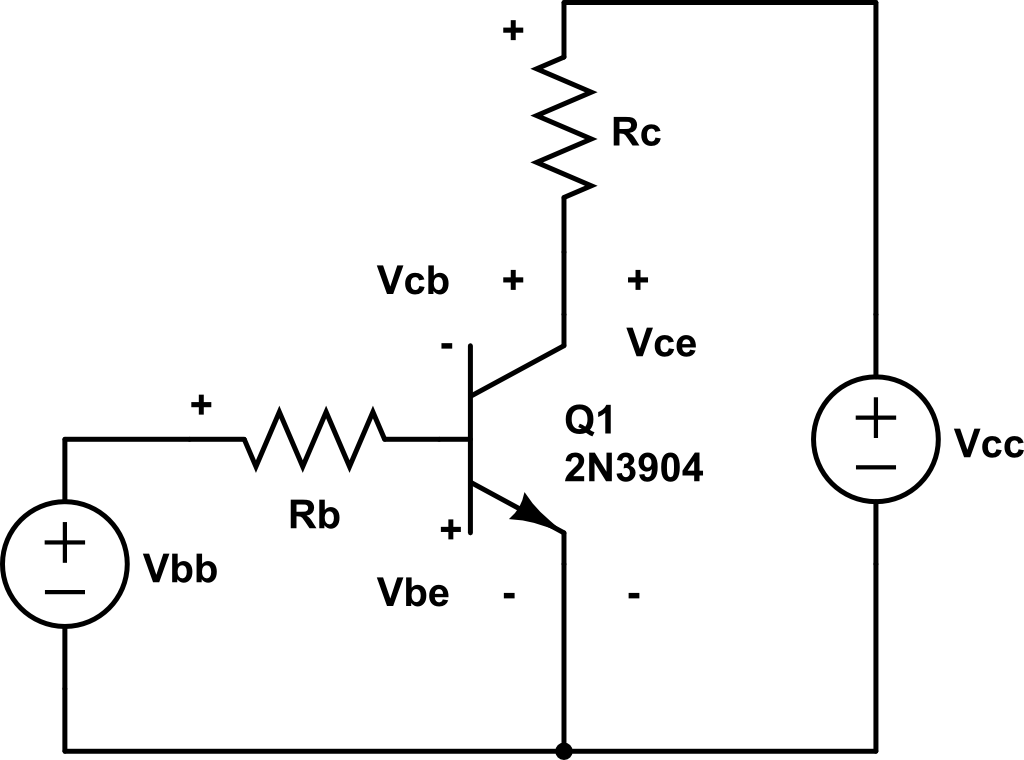 +
Rc
Vcb + +
- Vce
+
Q1
2N3904
Vcc
Rb
+
Vbb
Vbe - -